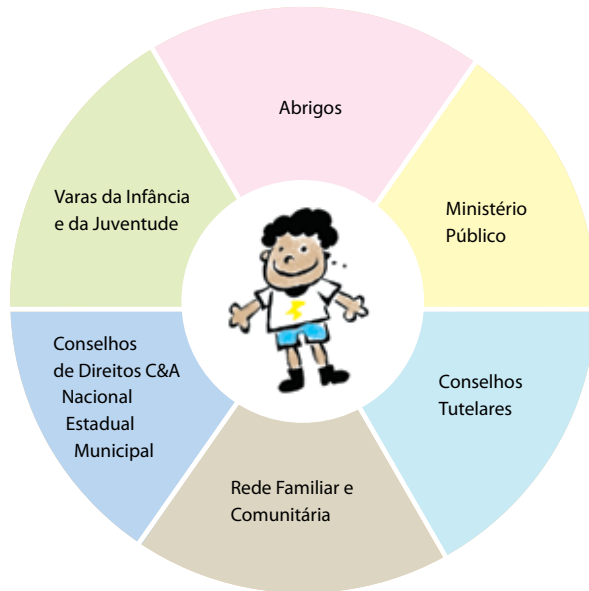 Abrigos
Ministério
Público
Conselhos
Tutelares
Rede Familiar e
Comunitária
Conselhos
de Direitos C&A
Nacional
Estadual
Municipal
Varas da Infância
e da Juventude